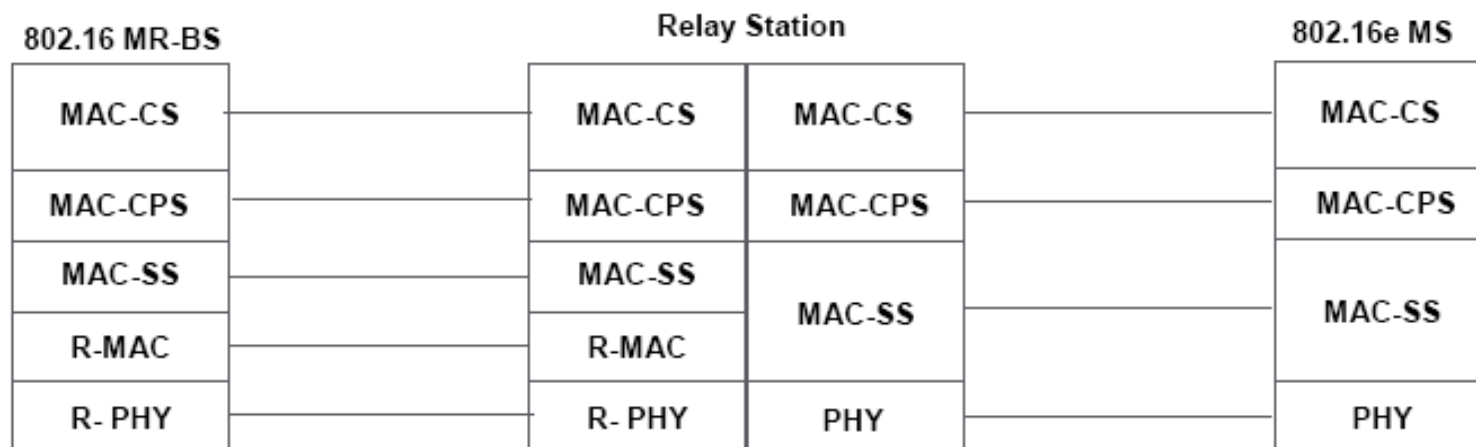 802.16 MR-BS
Relay Station
802.16e MS
MAC-CS
MAC-CS
MAC-CS
MAC-CS
MAC-CPS
MAC-CPS
MAC-CPS
MAC-CPS
MAC-SS
MAC-SS
MAC-SS
MAC-SS
R-MAC
R-MAC
R- PHY
R- PHY
PHY
PHY